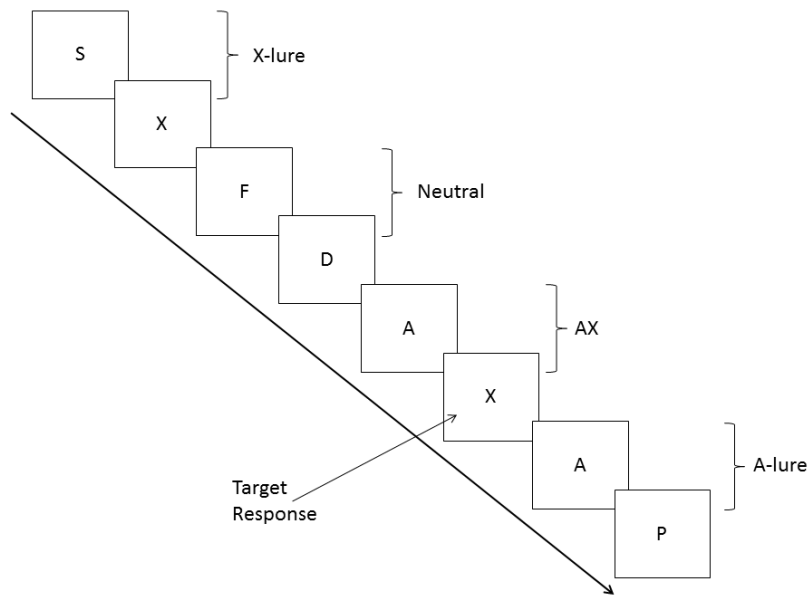 S
X-lure
X
F
Neutral
D
A
AX
X
A
A-lure
Target
Response
P